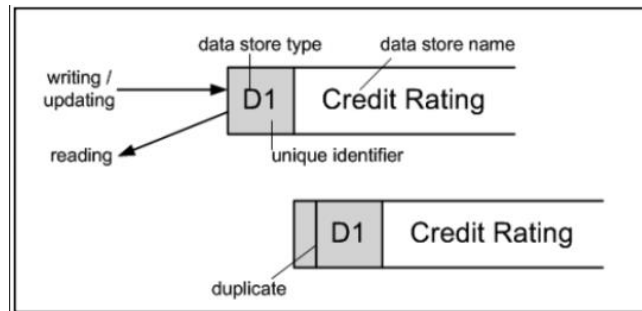 data store type
data store name
writing /
updating
D1
Credit Rating
reading
unique identifier
D1
Credit Rating
duplicate